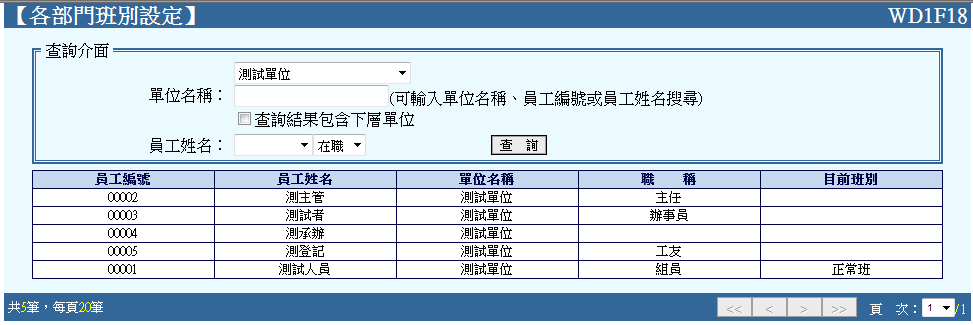 【各部門班別設定】 WD1F18
查詢介面
測試單位
單位名稱： (可輸入單位名稱、員工編號或員工姓名搜尋)
查詢結果包含下層單位
員工姓名： 在職 查 詢
員工編號 員工姓名 單位名稱 職 稱 目前班別
00002 測主管 測試單位 主任
00003 測試者 測試單位 辦事員
00004 測承辦 測試單位
00005 測登記 測試單位 工友
00001 測試人員 測試單位 組員 正常班
共5筆，每頁20筆 << < > >> 頁 次： 1 /1